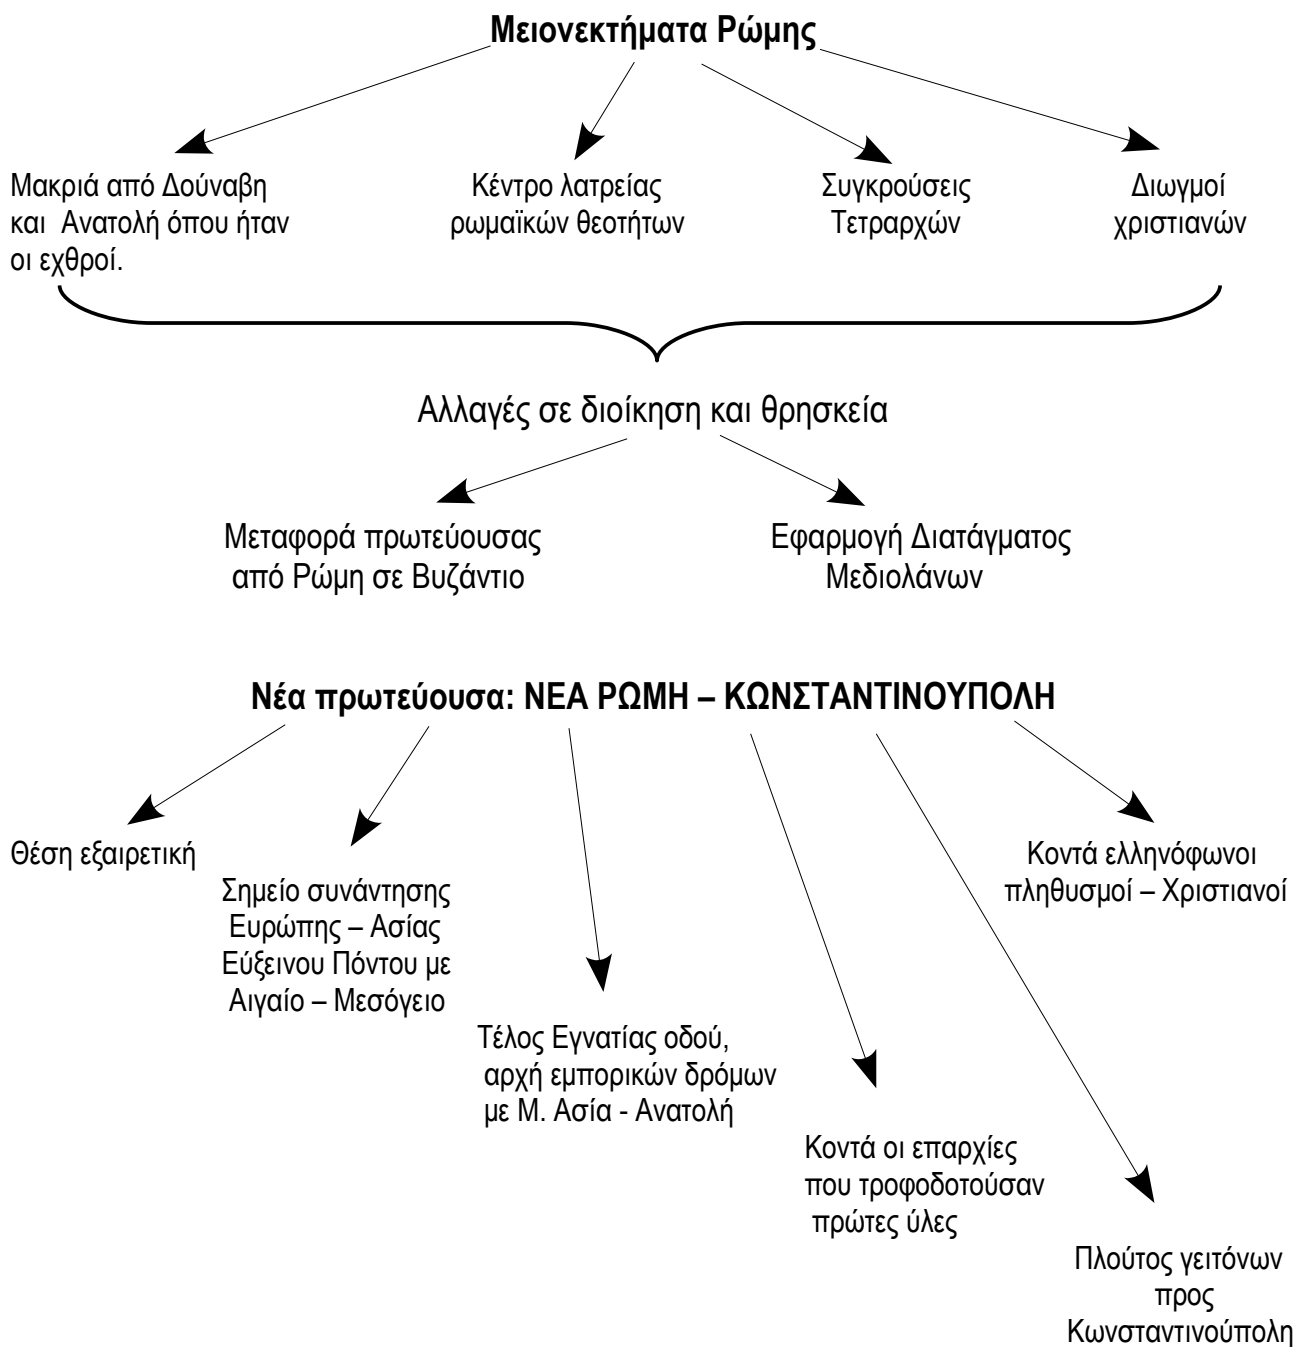 Μειονεκτήματα Ρώμης
Μακριά από Δούναβη
και Ανατολή όπου ήταν
οι εχθροί.
Κέντρο λατρείας
ρωμαϊκών θεοτήτων
Συγκρούσεις
Τετραρχών
Διωγμοί
χριστιανών
Αλλαγές σε διοίκηση και θρησκεία
Μεταφορά πρωτεύουσας
από Ρώμη σε Βυζάντιο
Εφαρμογή Διατάγματος
Μεδιολάνων
Νέα πρωτεύουσα: ΝΕΑ ΡΩΜΗ – ΚΩΝΣΤΑΝΤΙΝΟΥΠΟΛΗ
Θέση εξαιρετική
Σημείο συνάντησης
Ευρώπης – Ασίας
Εύξεινου Πόντου με
Αιγαίο – Μεσόγειο
Τέλος Εγνατίας οδού,
αρχή εμπορικών δρόμων
με Μ. Ασία - Ανατολή
Κοντά οι επαρχίες
που τροφοδοτούσαν
πρώτες ύλες
Πλούτος γειτόνων
προς
Κωνσταντινούπολη
Κοντά ελληνόφωνοι
πληθυσμοί – Χριστιανοί